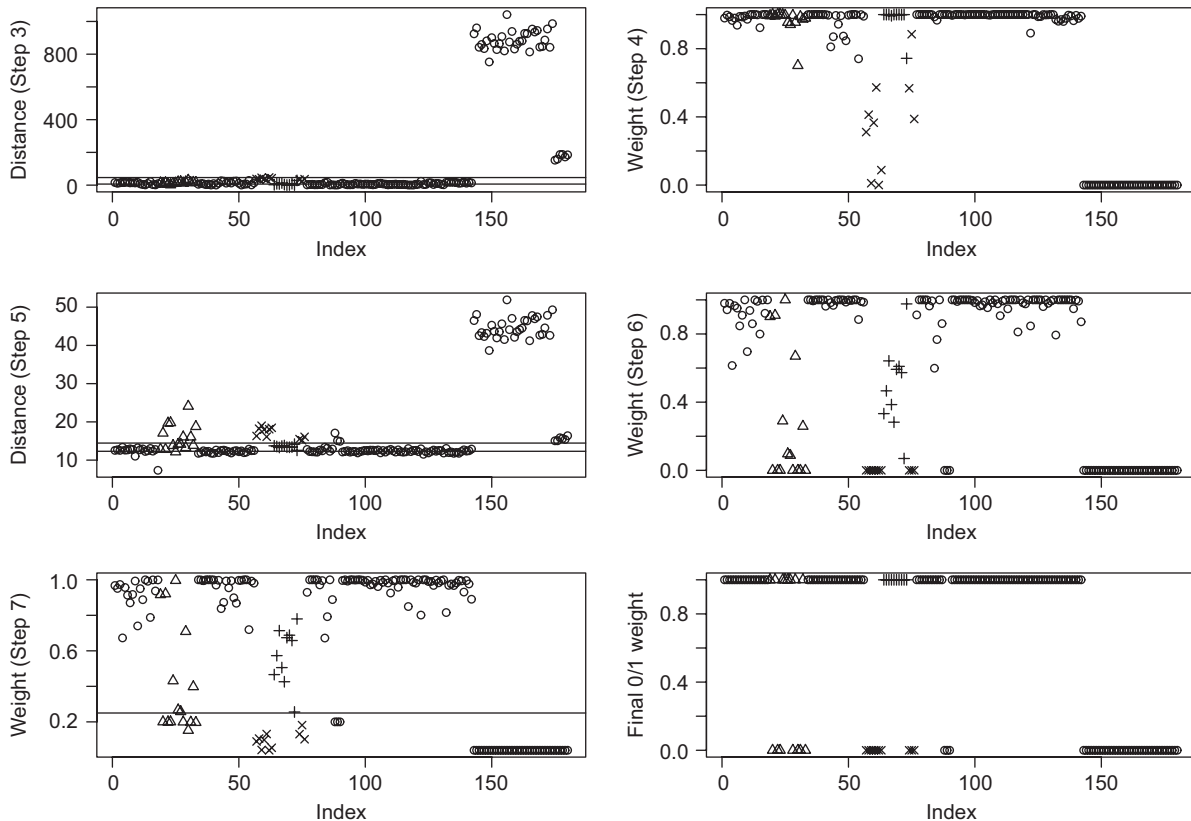 Distance (Step 3)
800
400
0
0 50 100 150
Index
Weight (Step 4)
0.8
0.4
0.0
0 50 100 150
Index
Distance (Step 5)
50
40
30
20
10
0 50 100 150
Index
Weight (Step 6)
0.8
0.4
0.0
0 50 100 150
Index
Weight (Step 7)
1.0
0.6
0.2
0 50 100 150
Index
Final 0/1 weight
0.8
0.4
0.0
0 50 100 150
Index